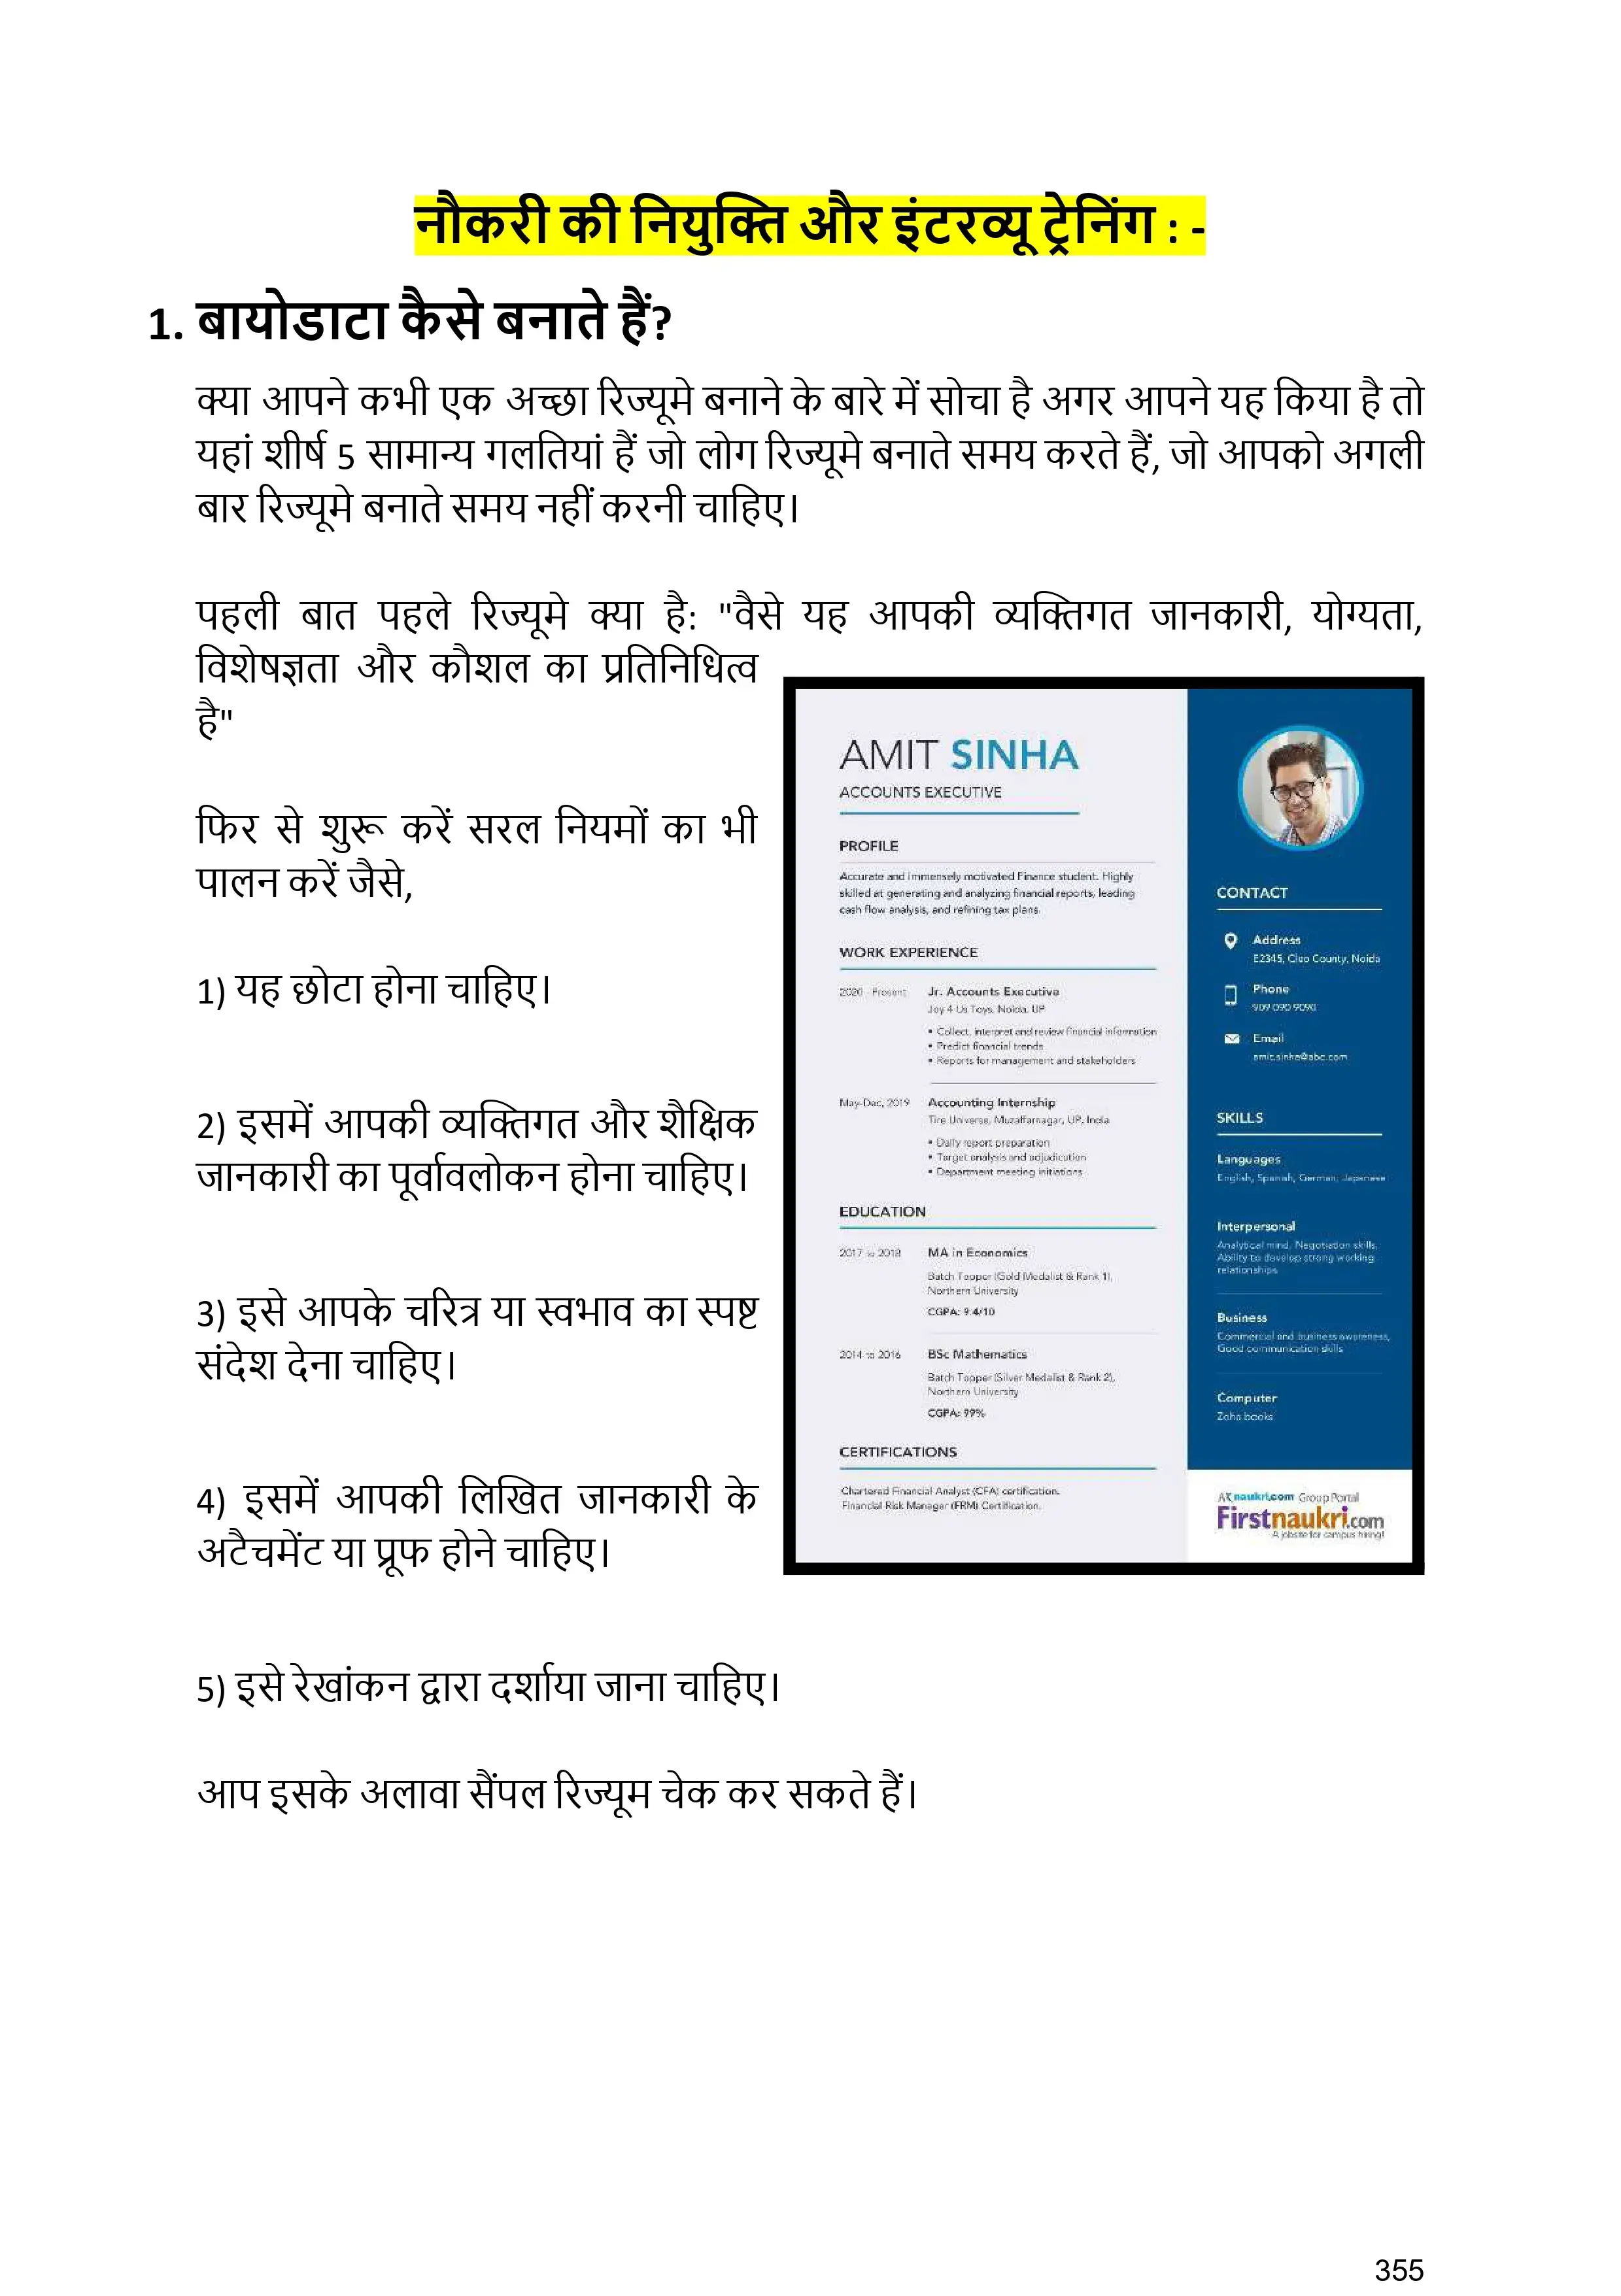 नौकरी की नियुक्ति और इंटरव्यू ट्रेनिंग : -
1. बायोडाटा कैसे बनाते हैं?
क्या आपने कभी एक अच्छा रिज्यूमे बनाने के बारे में सोचा है अगर आपने यह किया है तो
यहां शीर्ष 5 सामान्य गलतियां हैं जो लोग रिज्यूमे बनाते समय करते हैं, जो आपको अगली
बार रिज्यूमे बनाते समय नहीं करनी चाहिए।
पहली बात पहले रिज्यूमे क्या है: "वैसे यह आपकी व्यक्तिगत जानकारी, योग्यता,
विशेषज्ञता और कौशल का प्रतिनिधित्व
है"
फिर से शुरू करें सरल नियमों का भी
पालन करें जैसे,
1) यह छोटा होना चाहिए।
2) इसमें आपकी व्यक्तिगत और शैक्षिक
जानकारी का पूर्वावलोकन होना चाहिए।
3) इसे आपके चरित्र या स्वभाव का स्पष्ट
संदेश देना चाहिए।
4) इसमें आपकी लिखित जानकारी के
अटैचमेंट या प्रूफ होने चाहिए।
5) इसे रेखांकन द्वारा दर्शाया जाना चाहिए।
आप इसके अलावा सैंपल रिज्यूम चेक कर सकते हैं।
AMIT SINHA
ACCOUNTS EXECUTIVE
PROFILE
Accurate and immensely motivated Finance student. Highly
skilled at generating and analyzing financial reports, leading
cash flow analysis, and refining tax plans.
WORK EXPERIENCE
2020 - Present
Jr. Accounts Executive
Joy 4 Us Toys, Noida, UP
• Collect, interpret and review financial information
• Predict financial trends
• Reports for management and stakeholders
May-Dec, 2019
Accounting Internship
Tire Universe, Muzaffarnagar, UP, India
• Daily report preparation
• Target analysis and adjudication
• Department meeting initiations
EDUCATION
2017 to 2018
MA in Economics
Batch Topper (Gold Medalist & Rank 1),
Northern University
CGPA: 9.4/10
2014 to 2016
BSc Mathematics
Batch Topper (Silver Medalist & Rank 2),
Northern University
CGPA: 99%
CERTIFICATIONS
Chartered Financial Analyst (CFA) certification.
Financial Risk Manager (FRM) Certification.
CONTACT
Address
E2345, Cleo County, Noida
Phone
909 090 9090
Email
amit.sinha@abc.com
SKILLS
Languages
English, Spanish, German, Japanese
Interpersonal
Analytical mind, Negotiation skills,
Ability to develop strong working
relationships
Business
Commercial and business awareness,
Good communication skills
Computer
Zoho books
A naukri.com Group Portal
Firstnaukri.com
A jobsite for campus hiring!
355